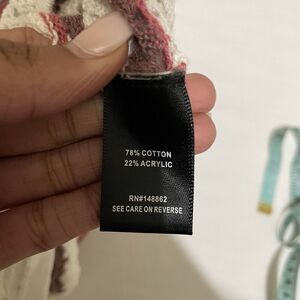 78% COTTON
22% ACRYLIC
RN#148862
SEE CARE ON REVERSE